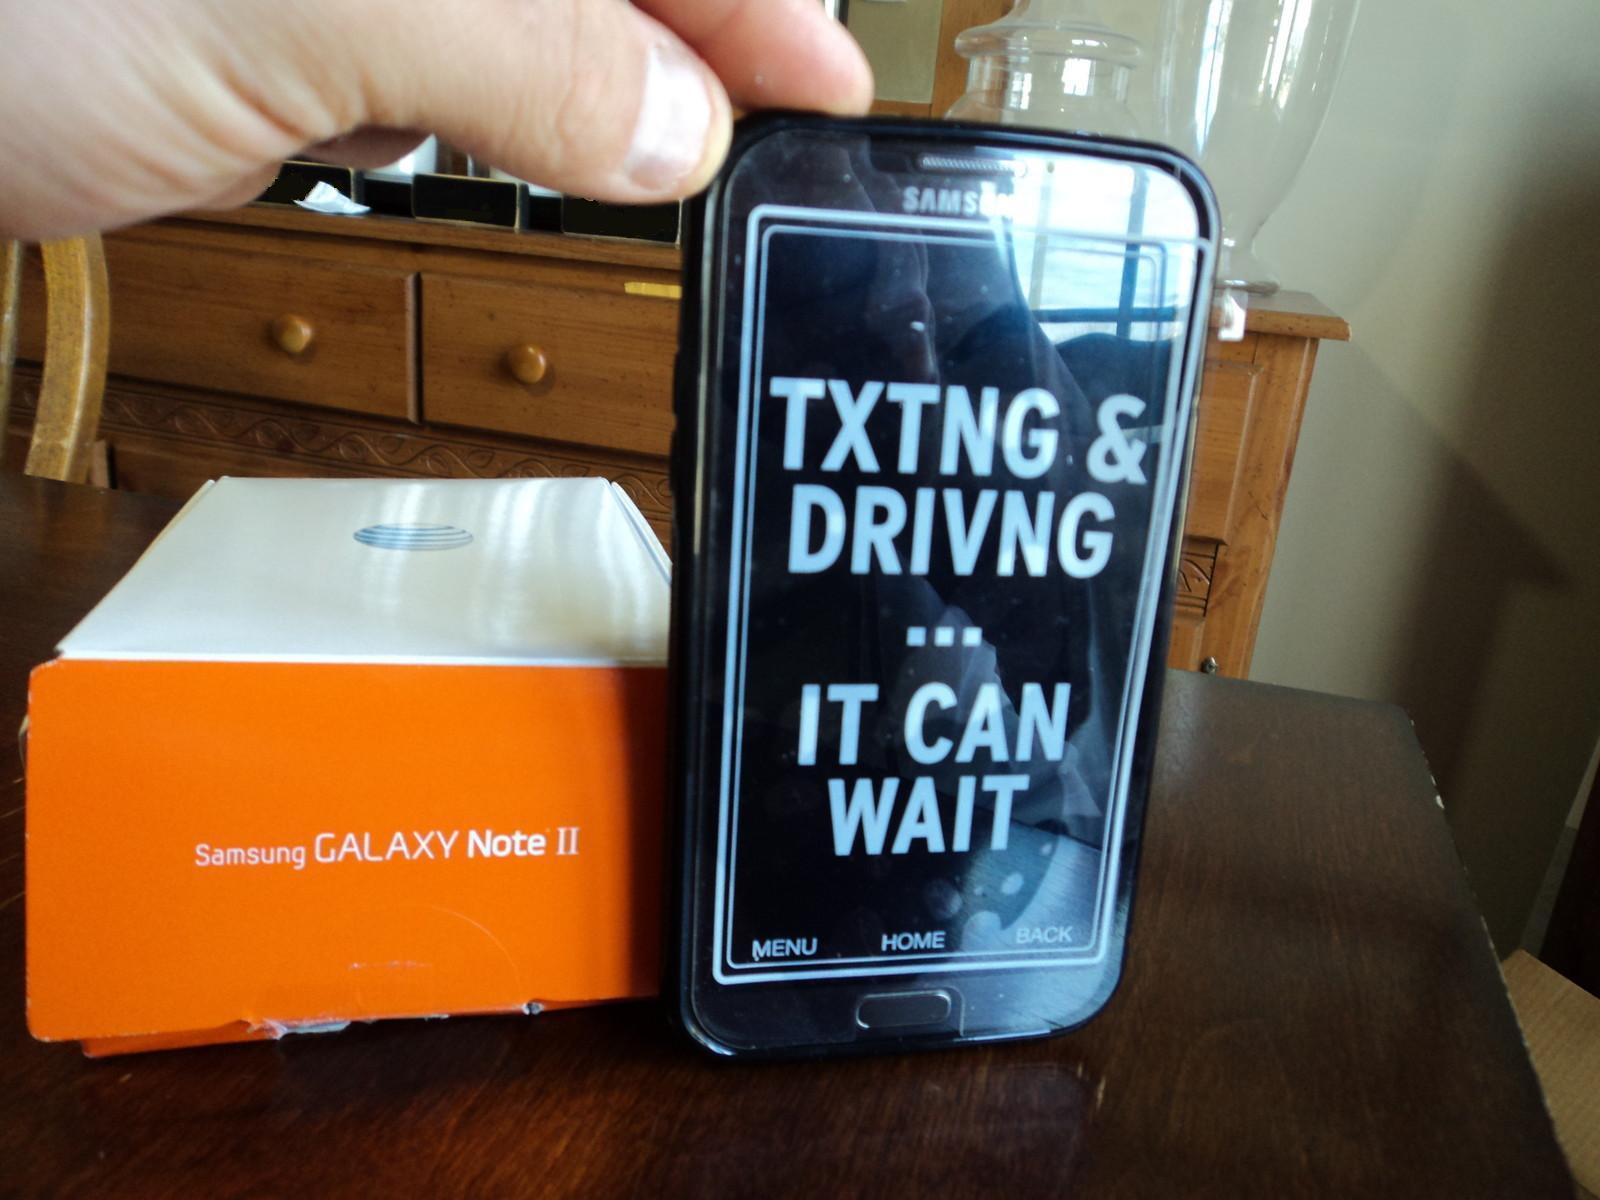 SAMSUNG
TXTNG &
DRIVNG
...
IT CAN
WAIT
MENU HOME BACK
Samsung GALAXY Note II